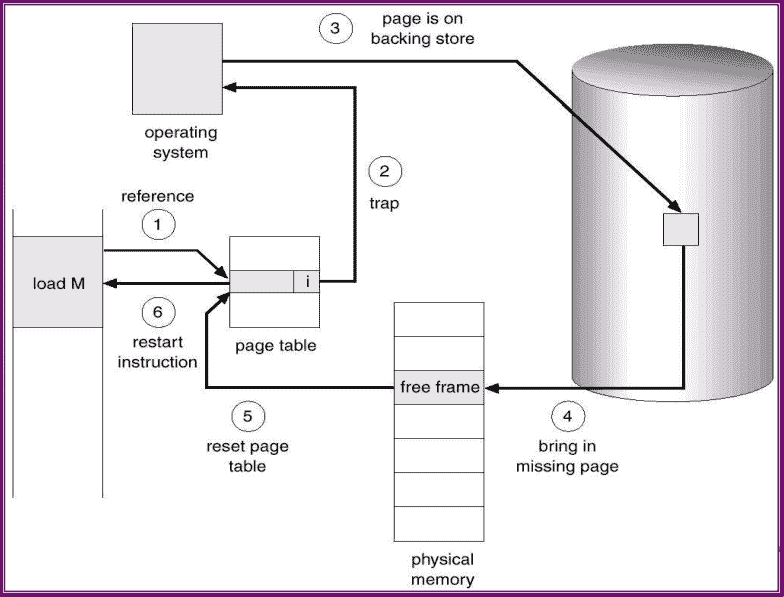 3
page is on
backing store
operating
system
2
trap
reference
1
load M
i
6
restart
instruction
page table
free frame
5
reset page
table
4
bring in
missing page
physical
memory